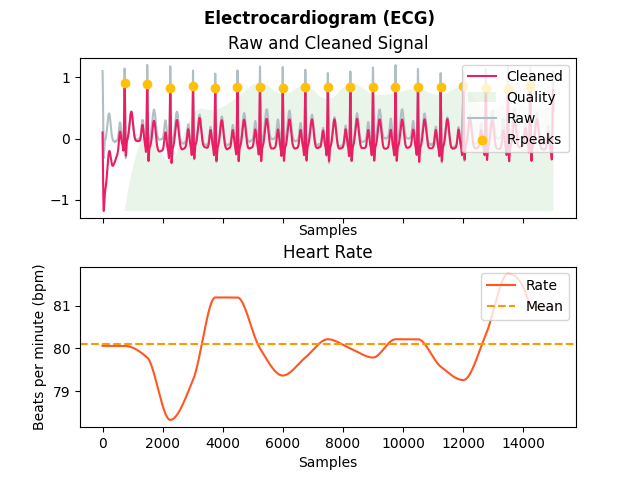 Electrocardiogram (ECG)
Raw and Cleaned Signal
1
0
−1
Cleaned
Quality
Raw
R-peaks
Samples
Heart Rate
Beats per minute (bpm)
81
80
79
Rate
Mean
0 2000 4000 6000 8000 10000 12000 14000
Samples